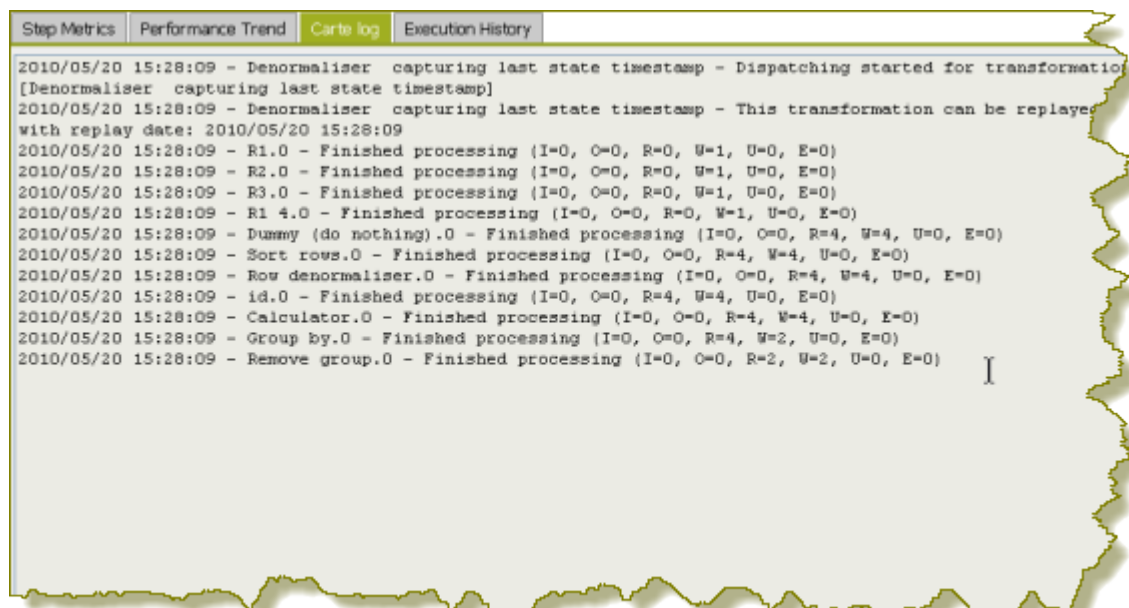 Step Metrics Performance Trend Carte log Execution History
2010/05/20 15:28:09 - Denormaliser  capturing last state timestamp - Dispatching started for transformatio
[Denormaliser  capturing last state timestamp]
2010/05/20 15:28:09 - Denormaliser  capturing last state timestamp - This transformation can be replayed
with replay date: 2010/05/20 15:28:09
2010/05/20 15:28:09 - R1.0 - Finished processing (I=0, O=0, R=0, W=1, U=0, E=0)
2010/05/20 15:28:09 - R2.0 - Finished processing (I=0, O=0, R=0, W=1, U=0, E=0)
2010/05/20 15:28:09 - R3.0 - Finished processing (I=0, O=0, R=0, W=1, U=0, E=0)
2010/05/20 15:28:09 - R1 4.0 - Finished processing (I=0, O=0, R=0, W=1, U=0, E=0)
2010/05/20 15:28:09 - Dummy (do nothing).0 - Finished processing (I=0, O=0, R=4, W=4, U=0, E=0)
2010/05/20 15:28:09 - Sort rows.0 - Finished processing (I=0, O=0, R=4, W=4, U=0, E=0)
2010/05/20 15:28:09 - Row denormaliser.0 - Finished processing (I=0, O=0, R=4, W=4, U=0, E=0)
2010/05/20 15:28:09 - id.0 - Finished processing (I=0, O=0, R=4, W=4, U=0, E=0)
2010/05/20 15:28:09 - Calculator.0 - Finished processing (I=0, O=0, R=4, W=4, U=0, E=0)
2010/05/20 15:28:09 - Group by.0 - Finished processing (I=0, O=0, R=4, W=2, U=0, E=0)
2010/05/20 15:28:09 - Remove group.0 - Finished processing (I=0, O=0, R=2, W=2, U=0, E=0)